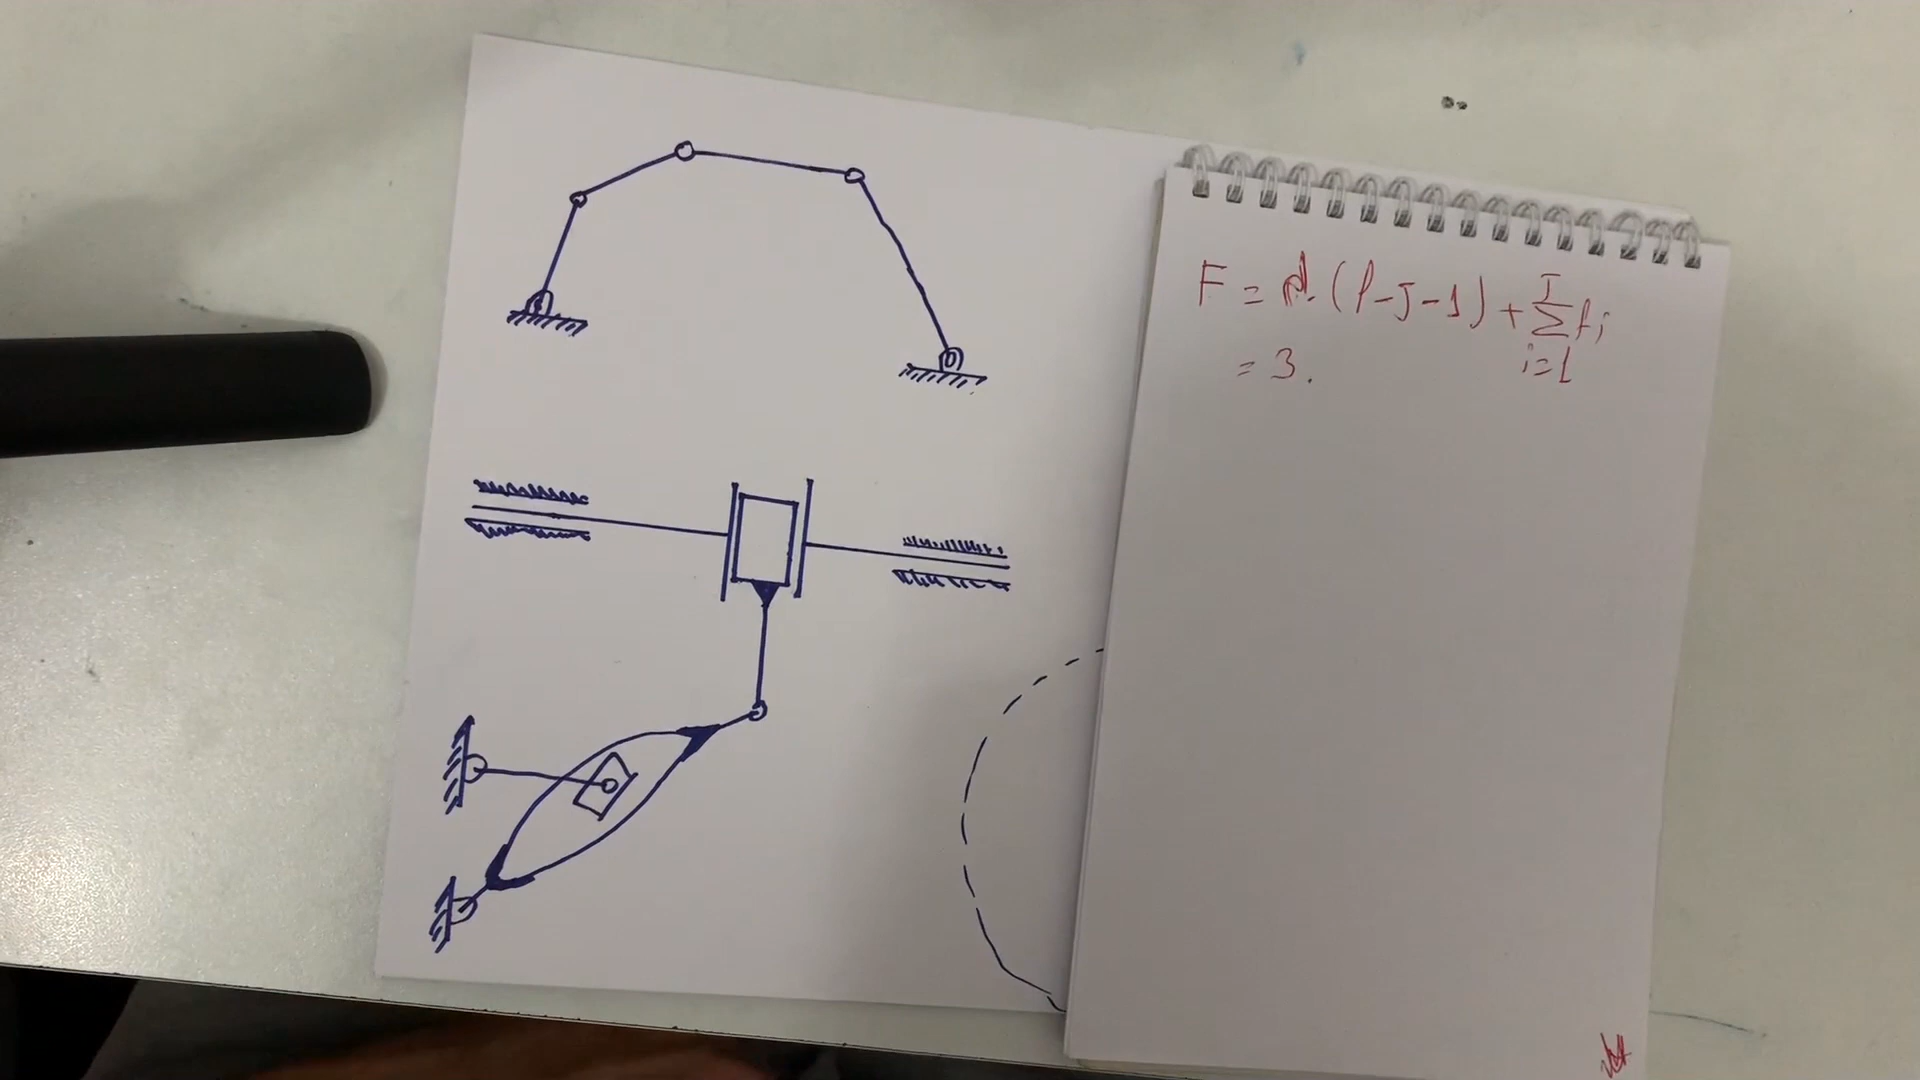 F = d. (l-J-1) + J∑i=1 fi
= 3.